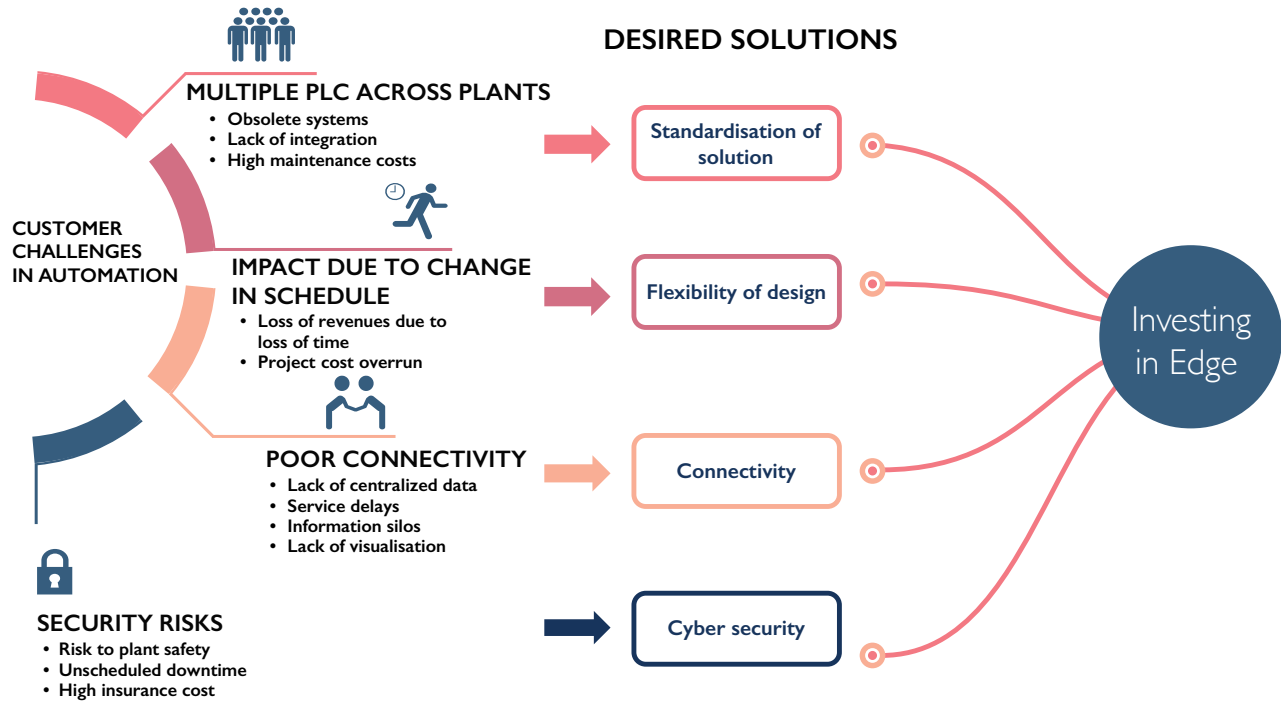 DESIRED SOLUTIONS
CUSTOMER
CHALLENGES
IN AUTOMATION
MULTIPLE PLC ACROSS PLANTS
• Obsolete systems
• Lack of integration
• High maintenance costs
Standardisation of
solution
IMPACT DUE TO CHANGE
IN SCHEDULE
• Loss of revenues due to
loss of time
• Project cost overrun
Flexibility of design
POOR CONNECTIVITY
• Lack of centralized data
• Service delays
• Information silos
• Lack of visualisation
Connectivity
SECURITY RISKS
• Risk to plant safety
• Unscheduled downtime
• High insurance cost
Cyber security
Investing
in Edge